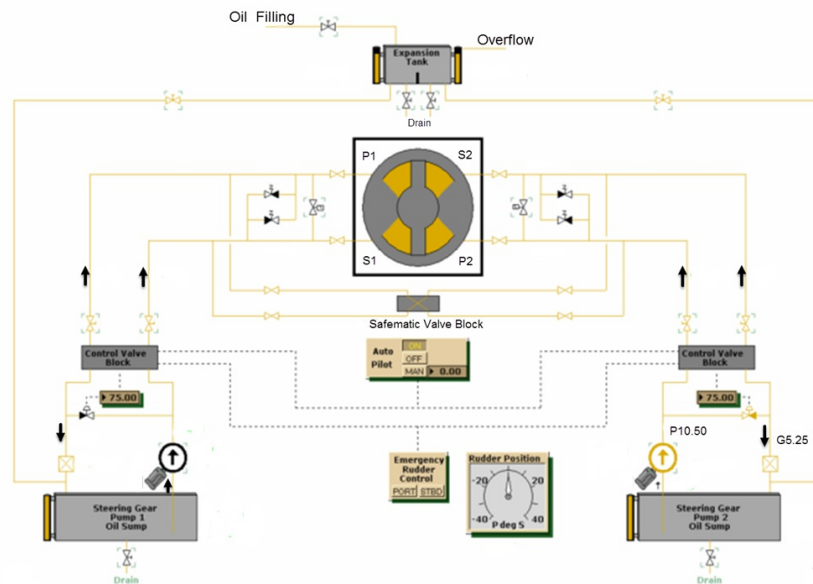 Oil Filling
Overflow
Expansion
Tank
Drain
P1
S2
S1
P2
Safematic Valve Block
Control Valve
Block
Auto
Pilot
ON
OFF
MAN
0.00
Control Valve
Block
75.00
75.00
P10.50
G5.25
Emergency
Rudder
Control
PORT STBD
Rudder Position
-20 20
-40 40
P deg S
Steering Gear
Pump 1
Oil Sump
Steering Gear
Pump 2
Oil Sump
Drain
Drain